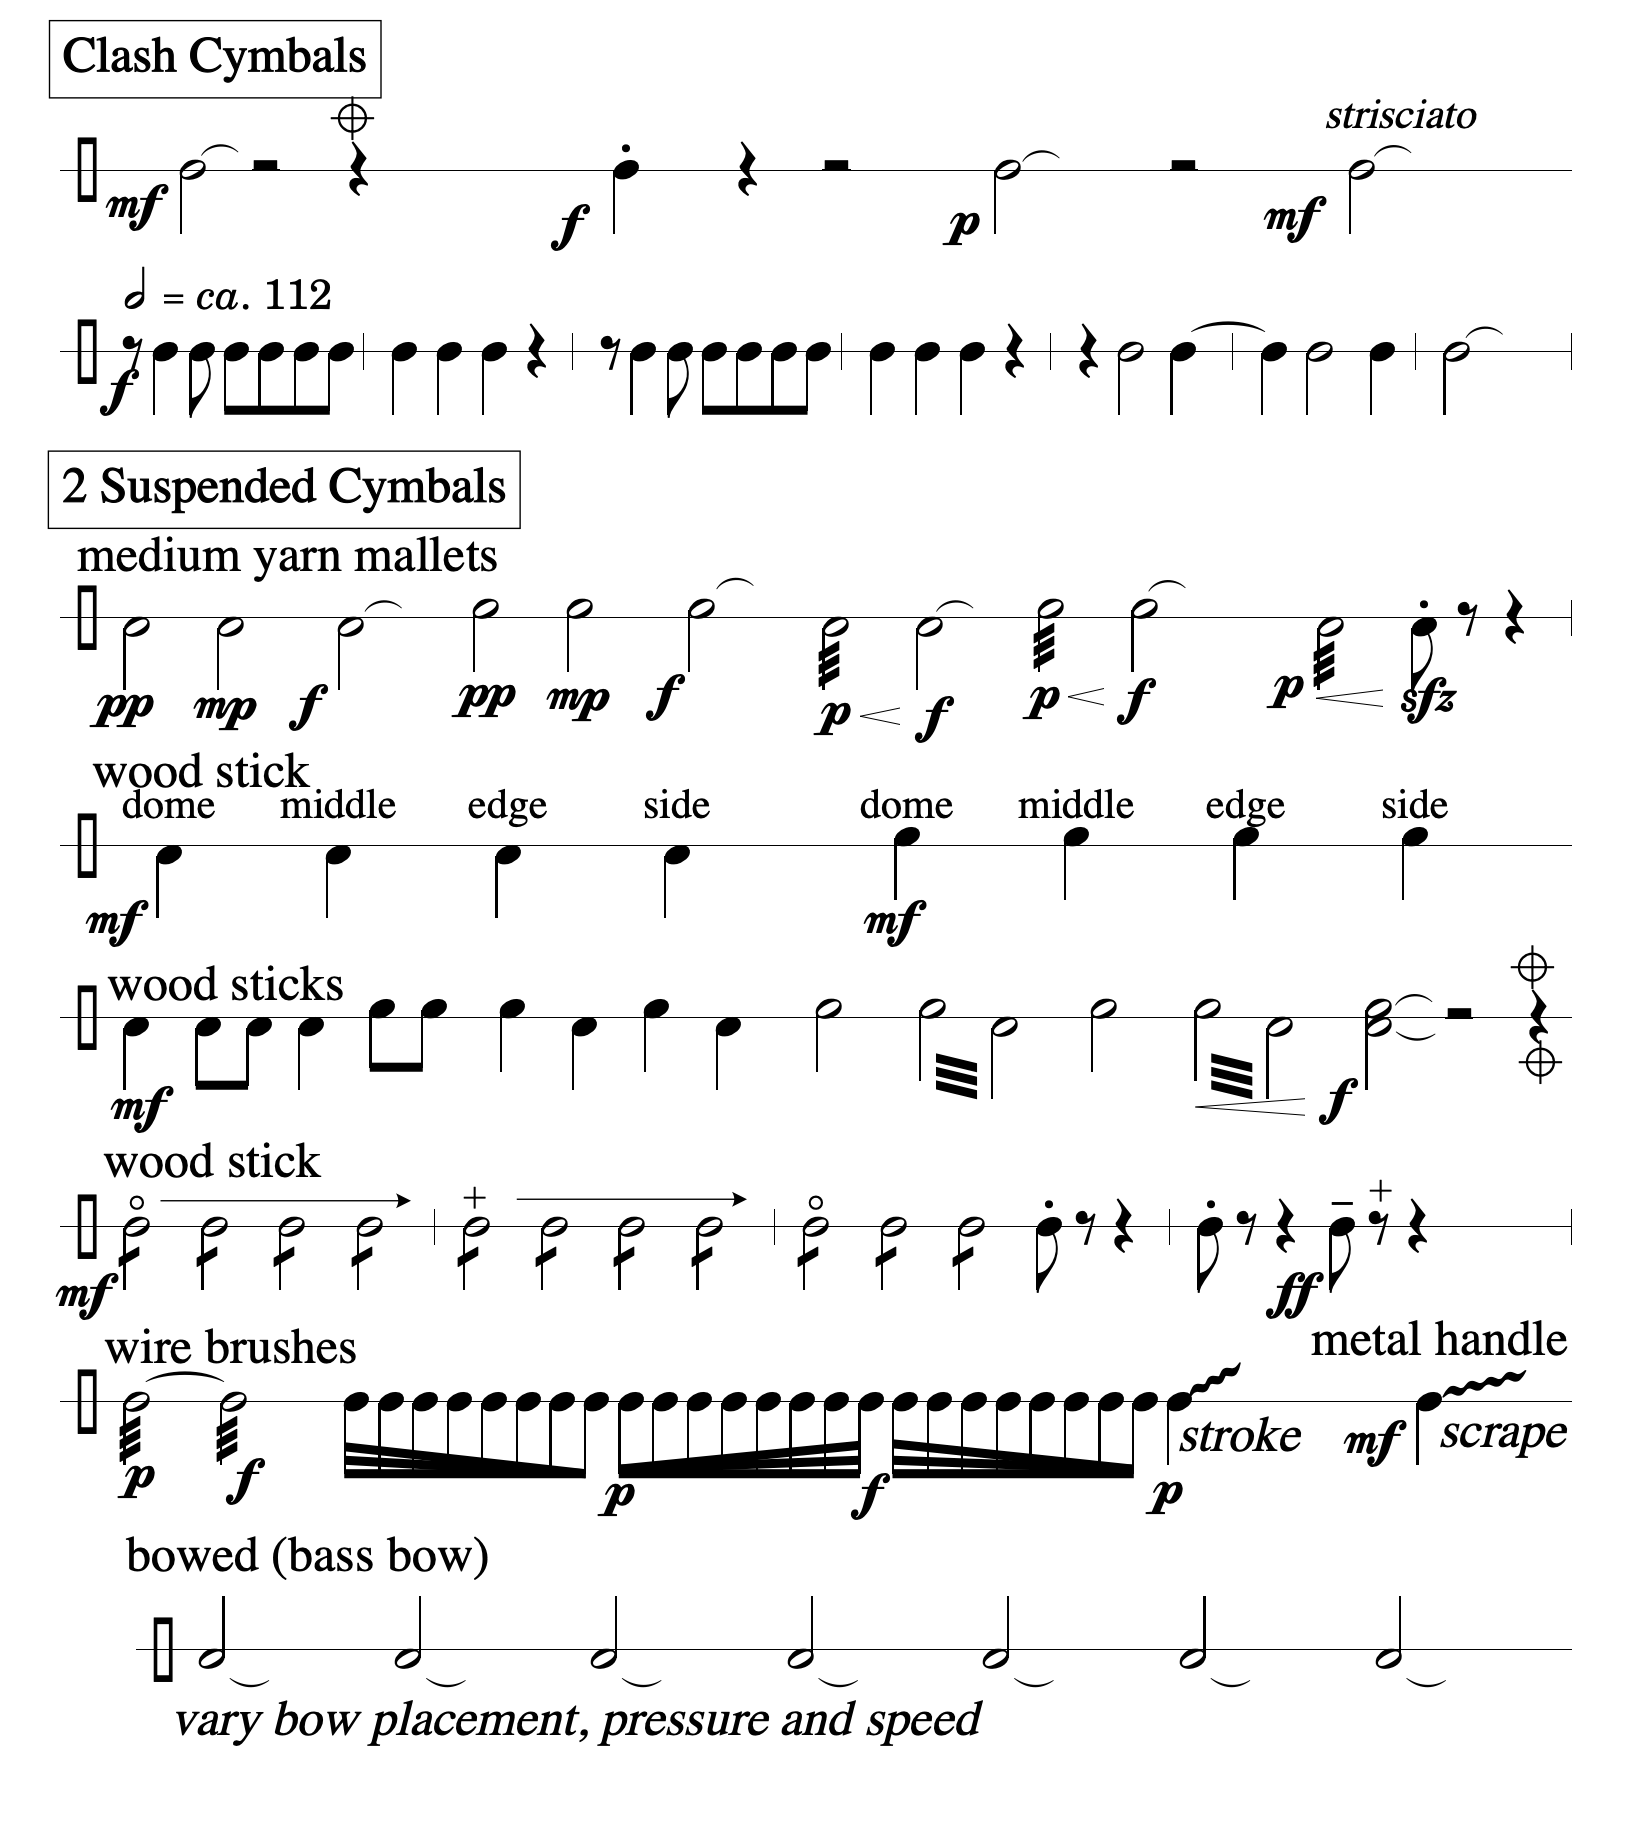 Clash Cymbals
strisciato
mf f p mf
= ca. 112
f
2 Suspended Cymbals
medium yarn mallets
pp mp f pp mp f p f p f p sfz
wood stick
dome middle edge side dome middle edge side
mf mf
wood sticks
mf f
wood stick
mf ff
wire brushes metal handle
stroke scrape
p f p f p mf
bowed (bass bow)
vary bow placement, pressure and speed